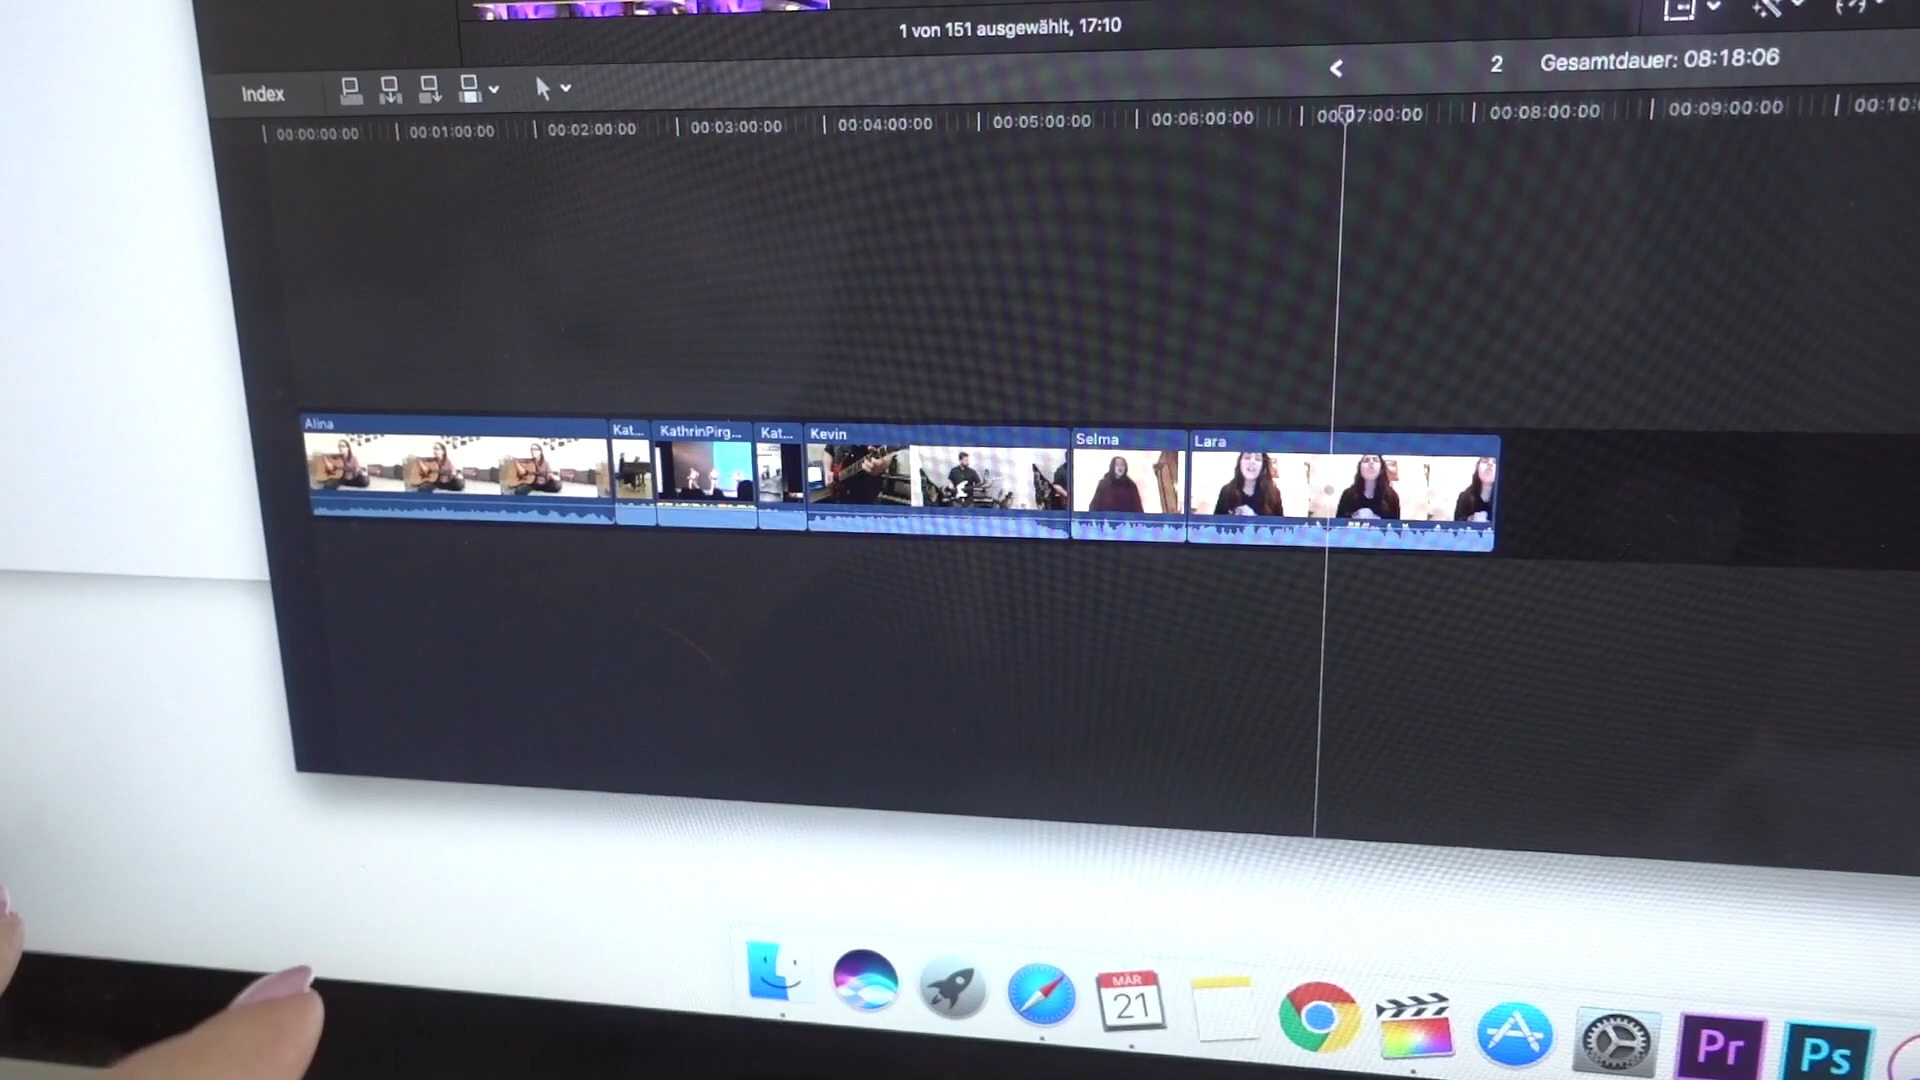 1 von 151 ausgewählt, 17:10
Index
2 Gesamtdauer: 08:18:06
00:00:00:00 00:01:00:00 00:02:00:00 00:03:00:00 00:04:00:00 00:05:00:00 00:06:00:00 00:07:00:00 00:08:00:00 00:09:00:00 00:10:
Alina Kat... KathrinPirg... Kat... Kevin Selma Lara
MÄR
21
Pr
Ps